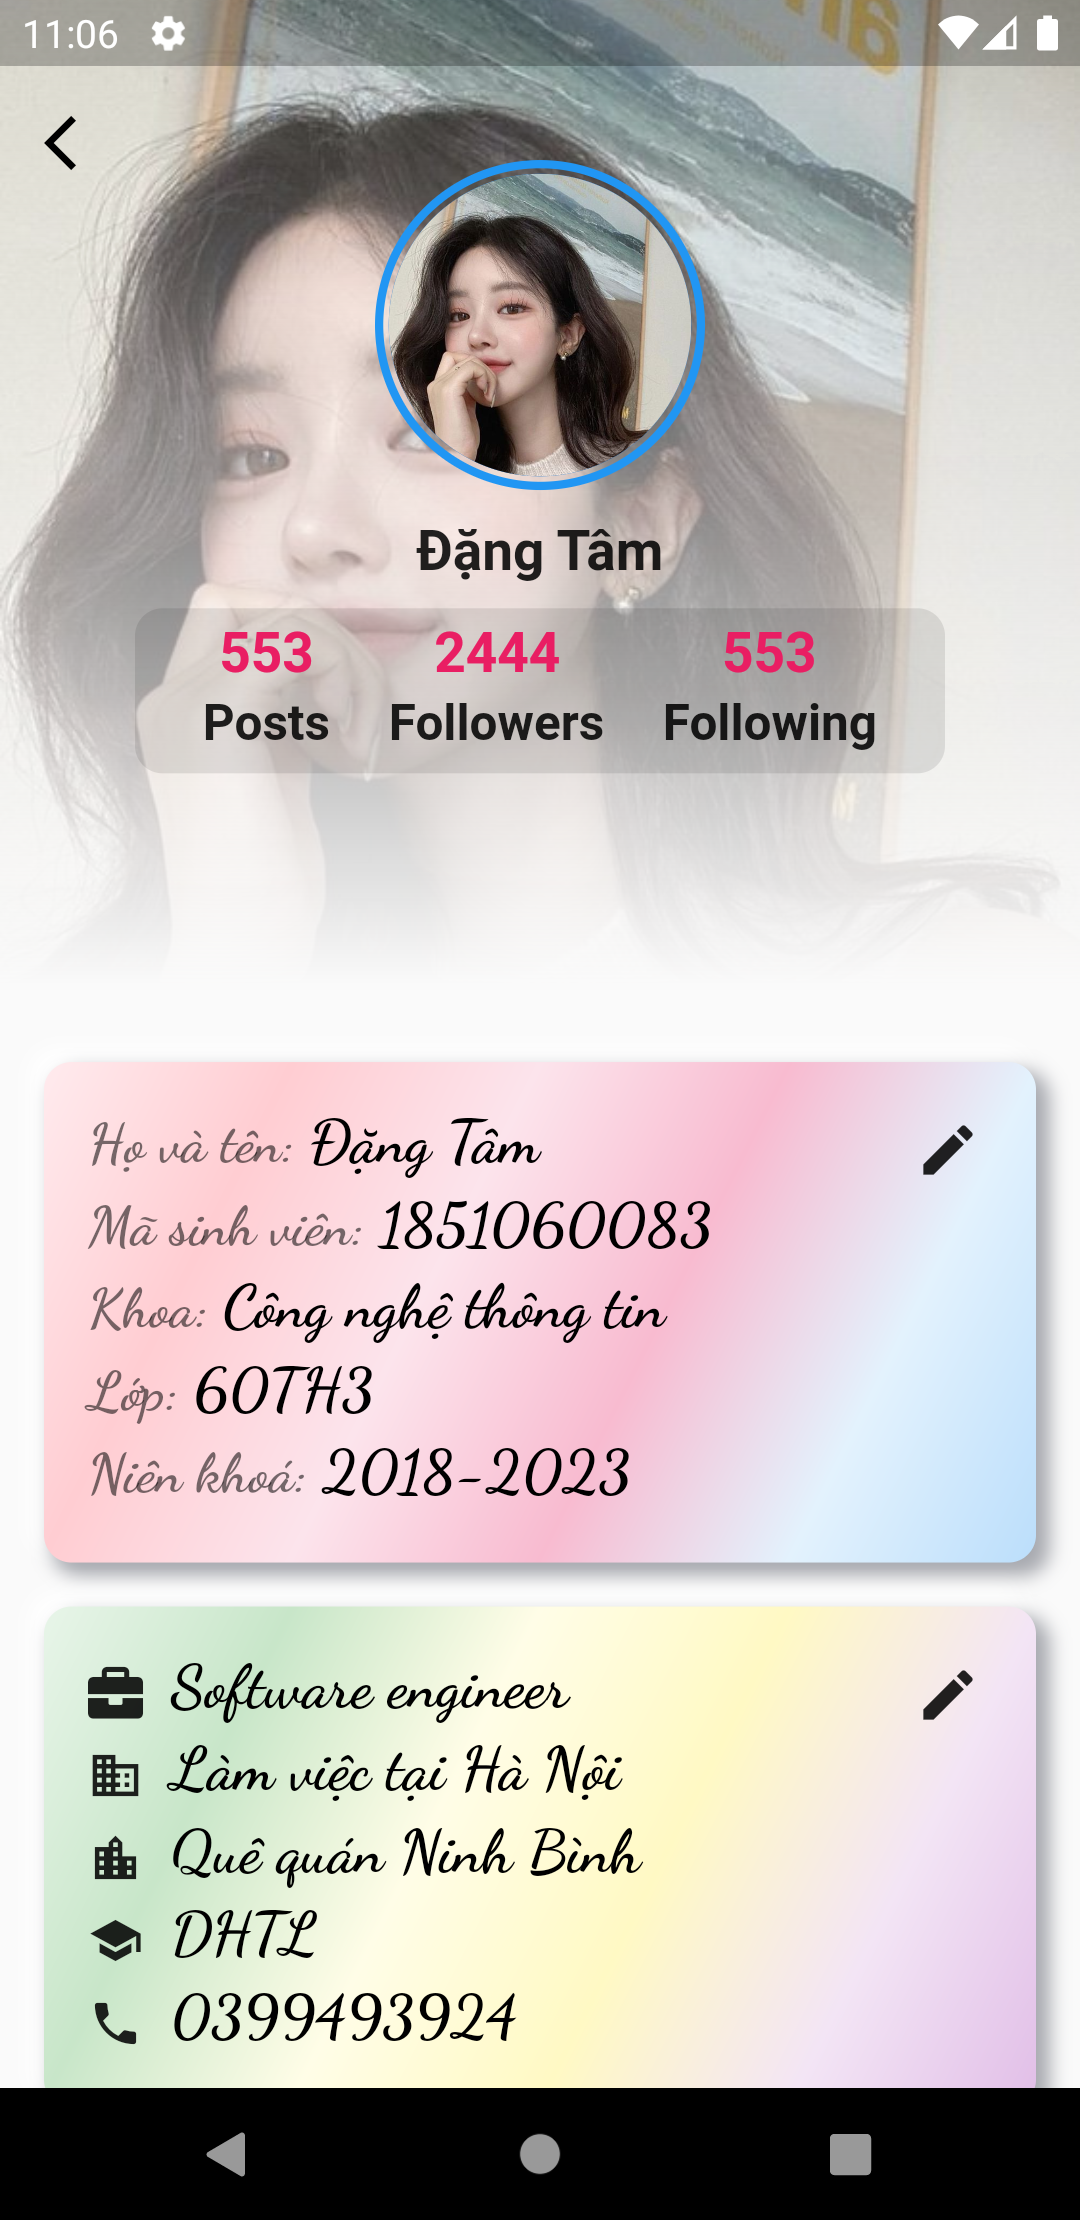 11:06
Đặng Tâm
553 2444 553
Posts Followers Following
Họ và tên: Đặng Tâm
Mã sinh viên: 1851060083
Khoa: Công nghệ thông tin
Lớp: 60TH3
Niên khoá: 2018-2023
Software engineer
Làm việc tại Hà Nội
Quê quán Ninh Bình
DHTL
0399493924